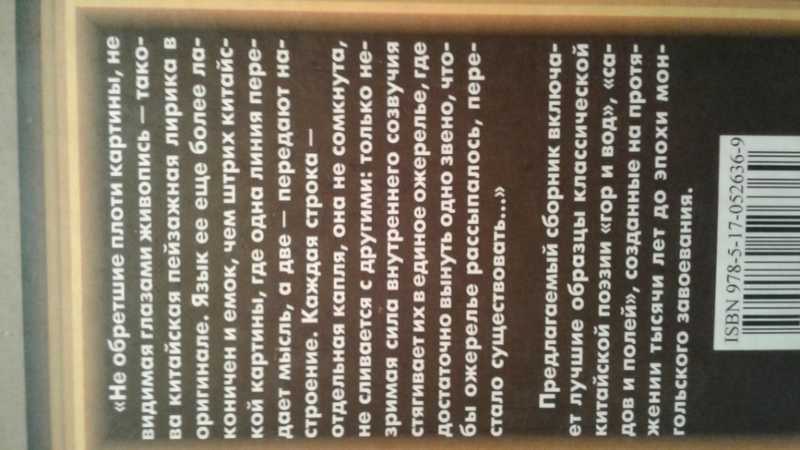 «Не обретшие плоти картины, не
видимая глазами живопись – тако-
ва китайская пейзажная лирика в
оригинале. Язык ее еще более ла-
коничен и емок, чем штрих китайс-
кой картины, где одна линия пере-
дает мысль, а две – передают на-
строение. Каждая строка –
отдельная капля, она не сомкнута,
не сливается с другими: только не-
зримая сила внутреннего созвучия
стягивает их в единое ожерелье, где
достаточно вынуть одно звено, что-
бы ожерелье рассыпалось, пере-
стало существовать...»
Предлагаемый сборник включа-
ет лучшие образцы классической
китайской поэзии «гор и вод», «са-
дов и полей», созданные на протя-
жении тысячи лет до эпохи мон-
гольского завоевания.
ISBN 978-5-17-052636-9